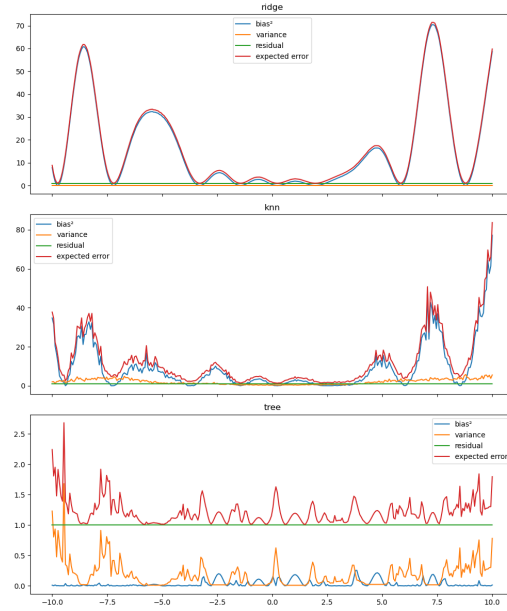 ridge
70
60
50
40
30
20
10
0
bias²
variance
residual
expected error
knn
80
60
40
20
0
bias²
variance
residual
expected error
tree
2.5
2.0
1.5
1.0
0.5
0.0
bias²
variance
residual
expected error
−10.0 −7.5 −5.0 −2.5 0.0 2.5 5.0 7.5 10.0